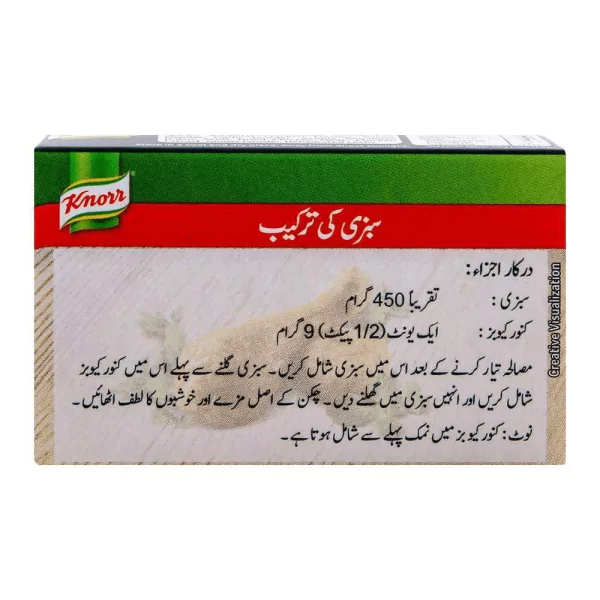 Knorr
سبزی کی ترکیب
درکار اجزاء:
سبزی: تقریباً 450 گرام
کنور کیوبز: ایک یونٹ (1/2 پیکٹ) 9 گرام
مصالحہ تیار کرنے کے بعد اس میں سبزی شامل کریں۔ سبزی گلنے سے پہلے اس میں کنور کیوبز
شامل کریں اور انہیں سبزی میں گھلنے دیں۔ چکن کے اصل مزے اور خوشبوں کا لطف اٹھائیں۔
نوٹ: کنور کیوبز میں نمک پہلے سے شامل ہوتا ہے۔
Creative Visualization